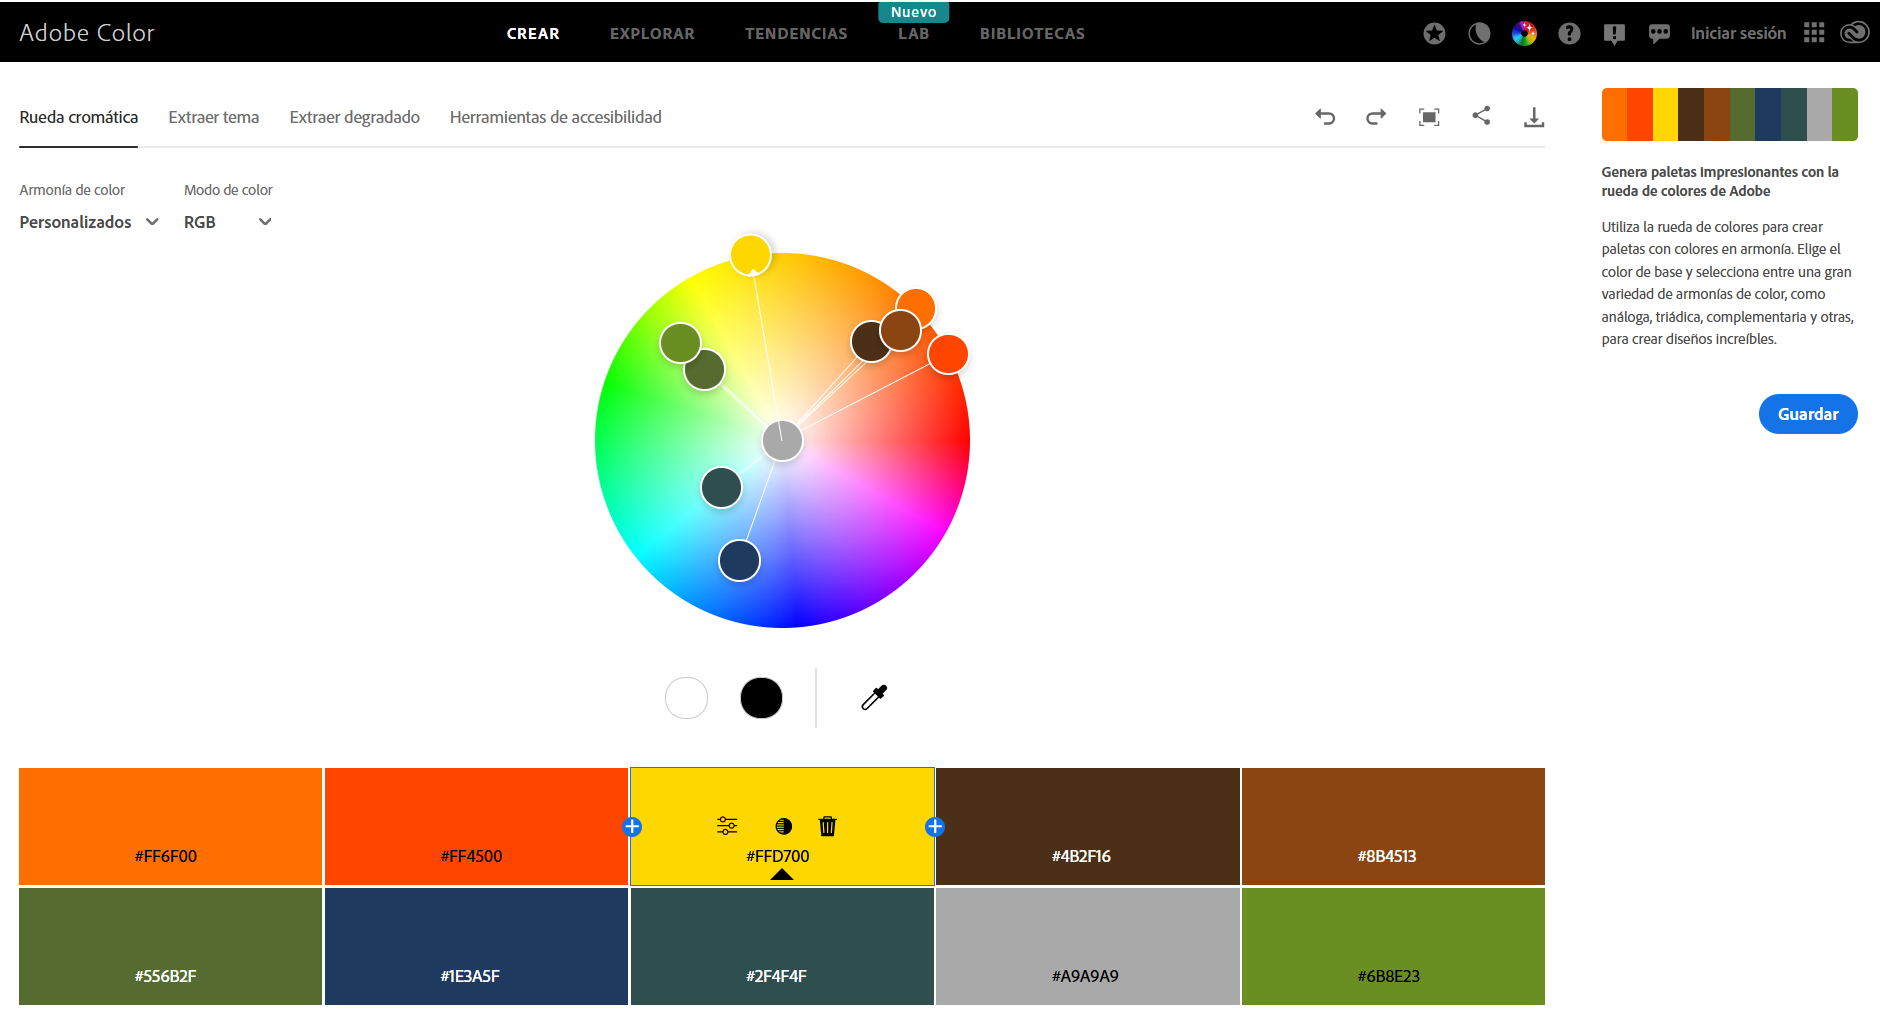 Adobe Color
CREAR
EXPLORAR
TENDENCIAS
Nuevo
LAB
BIBLIOTECAS
Iniciar sesión
Rueda cromática
Extraer tema
Extraer degradado
Herramientas de accesibilidad
Armonía de color
Modo de color
Personalizados
RGB
Genera paletas impresionantes con la
rueda de colores de Adobe
Utiliza la rueda de colores para crear
paletas con colores en armonía. Elige el
color de base y selecciona entre una gran
variedad de armonías de color, como
análoga, triádica, complementaria y otras,
para crear diseños increíbles.
Guardar
#FF6F00
#FF4500
#FFD700
#4B2F16
#8B4513
#556B2F
#1E3A5F
#2F4F4F
#A9A9A9
#6B8E23